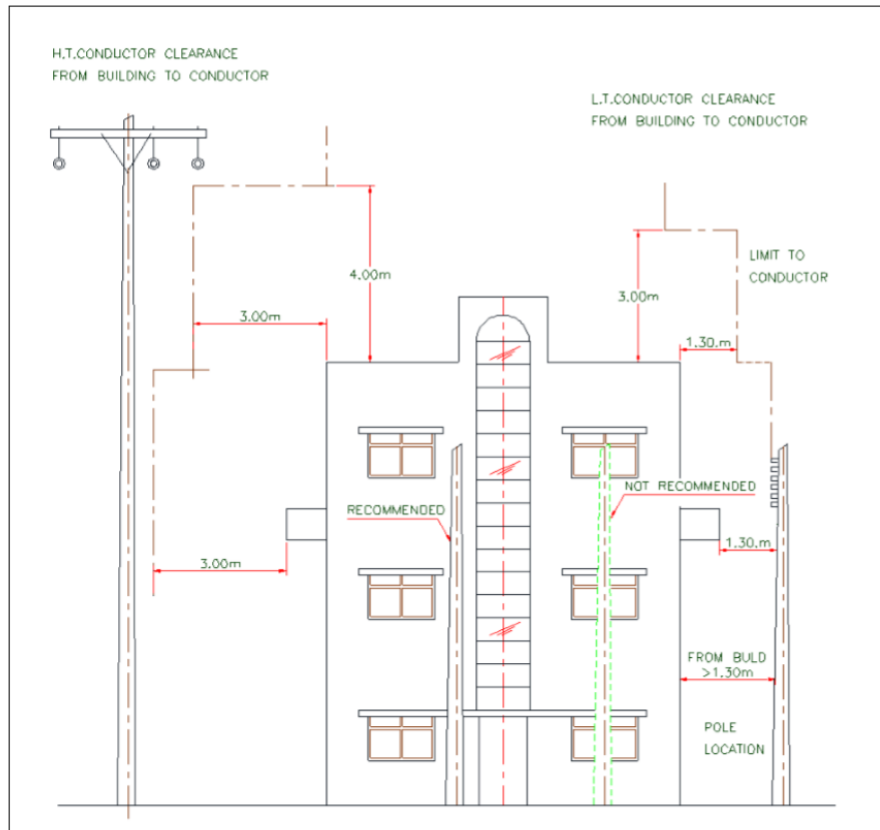 H.T.CONDUCTOR CLEARANCE
FROM BUILDING TO CONDUCTOR
L.T.CONDUCTOR CLEARANCE
FROM BUILDING TO CONDUCTOR
4.00m
LIMIT TO
CONDUCTOR
3.00m
3.00m
1.30.m
NOT RECOMMENDED
RECOMMENDED
1.30.m
3.00m
FROM BULD
>1.30m
POLE
LOCATION